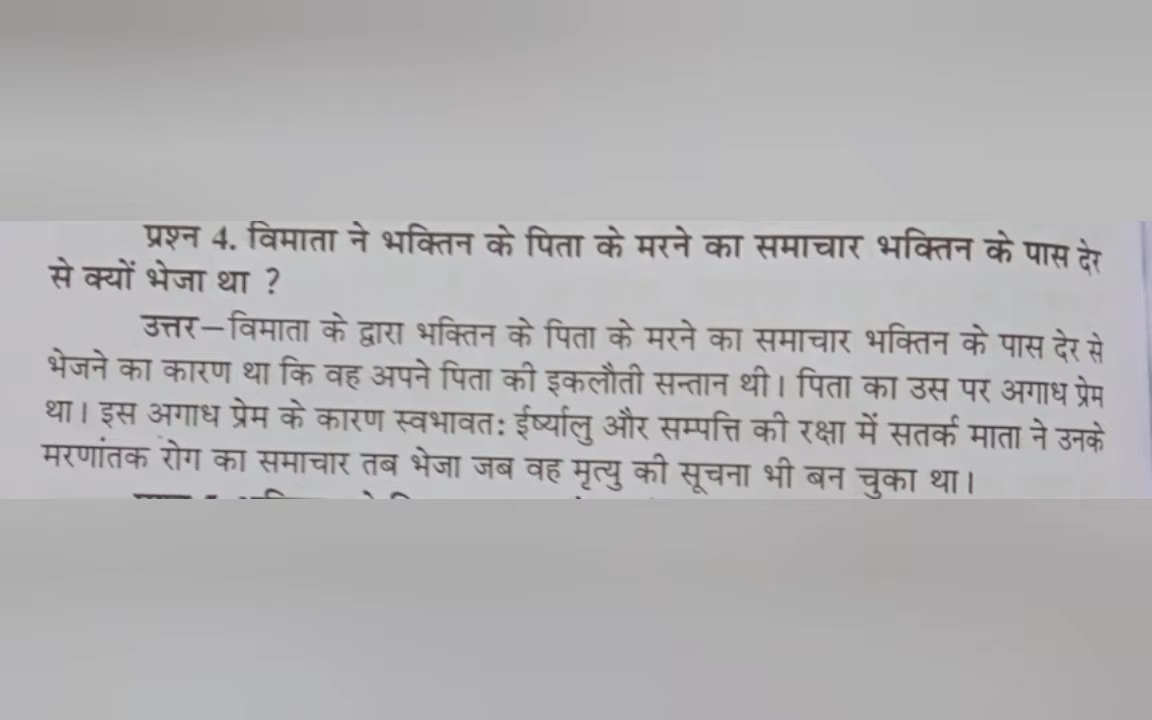 प्रश्न 4. विमाता ने भक्तिन के पिता के मरने का समाचार भक्तिन के पास देर
से क्यों भेजा था ?
उत्तर—विमाता के द्वारा भक्तिन के पिता के मरने का समाचार भक्तिन के पास देर से
भेजने का कारण था कि वह अपने पिता की इकलौती सन्तान थी। पिता का उस पर अगाध प्रेम
था। इस अगाध प्रेम के कारण स्वभावतः ईर्ष्यालु और सम्पत्ति की रक्षा में सतर्क माता ने उनके
मरणांतक रोग का समाचार तब भेजा जब वह मृत्यु की सूचना भी बन चुका था।